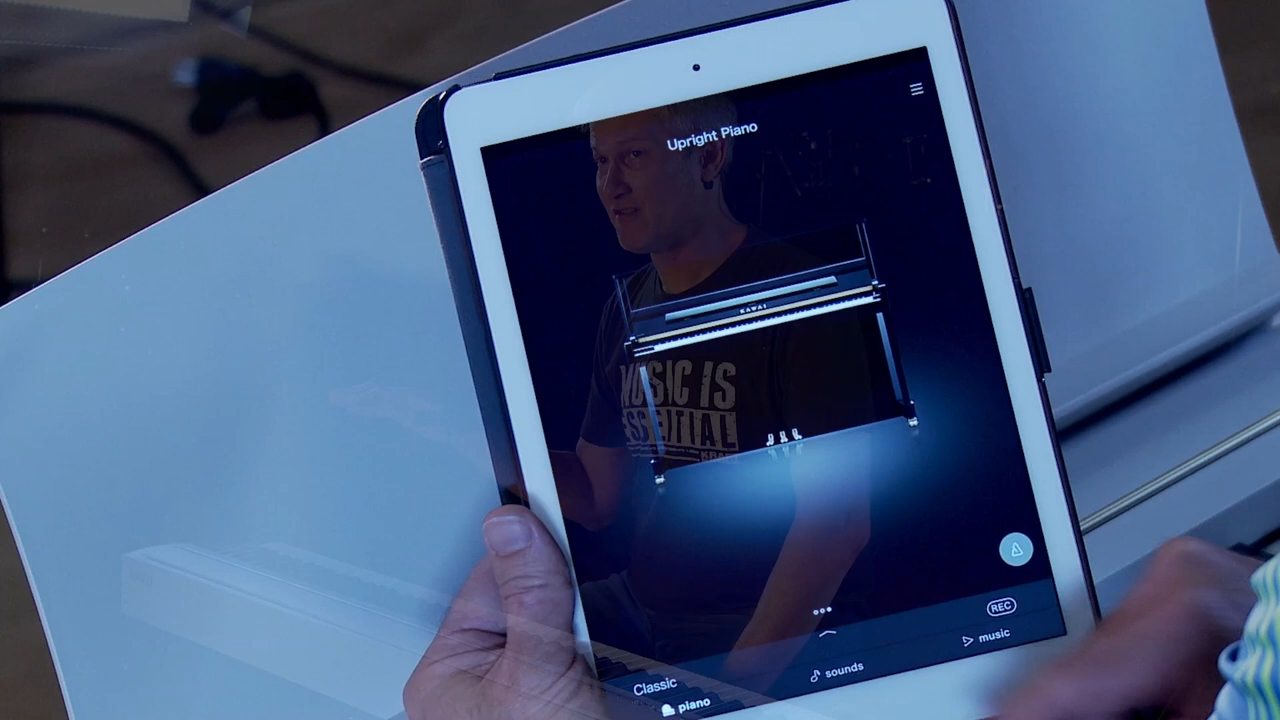 Upright Piano
KAWAI
MUSIC IS
ESSENTIAL
REC
music
sounds
Classic
piano